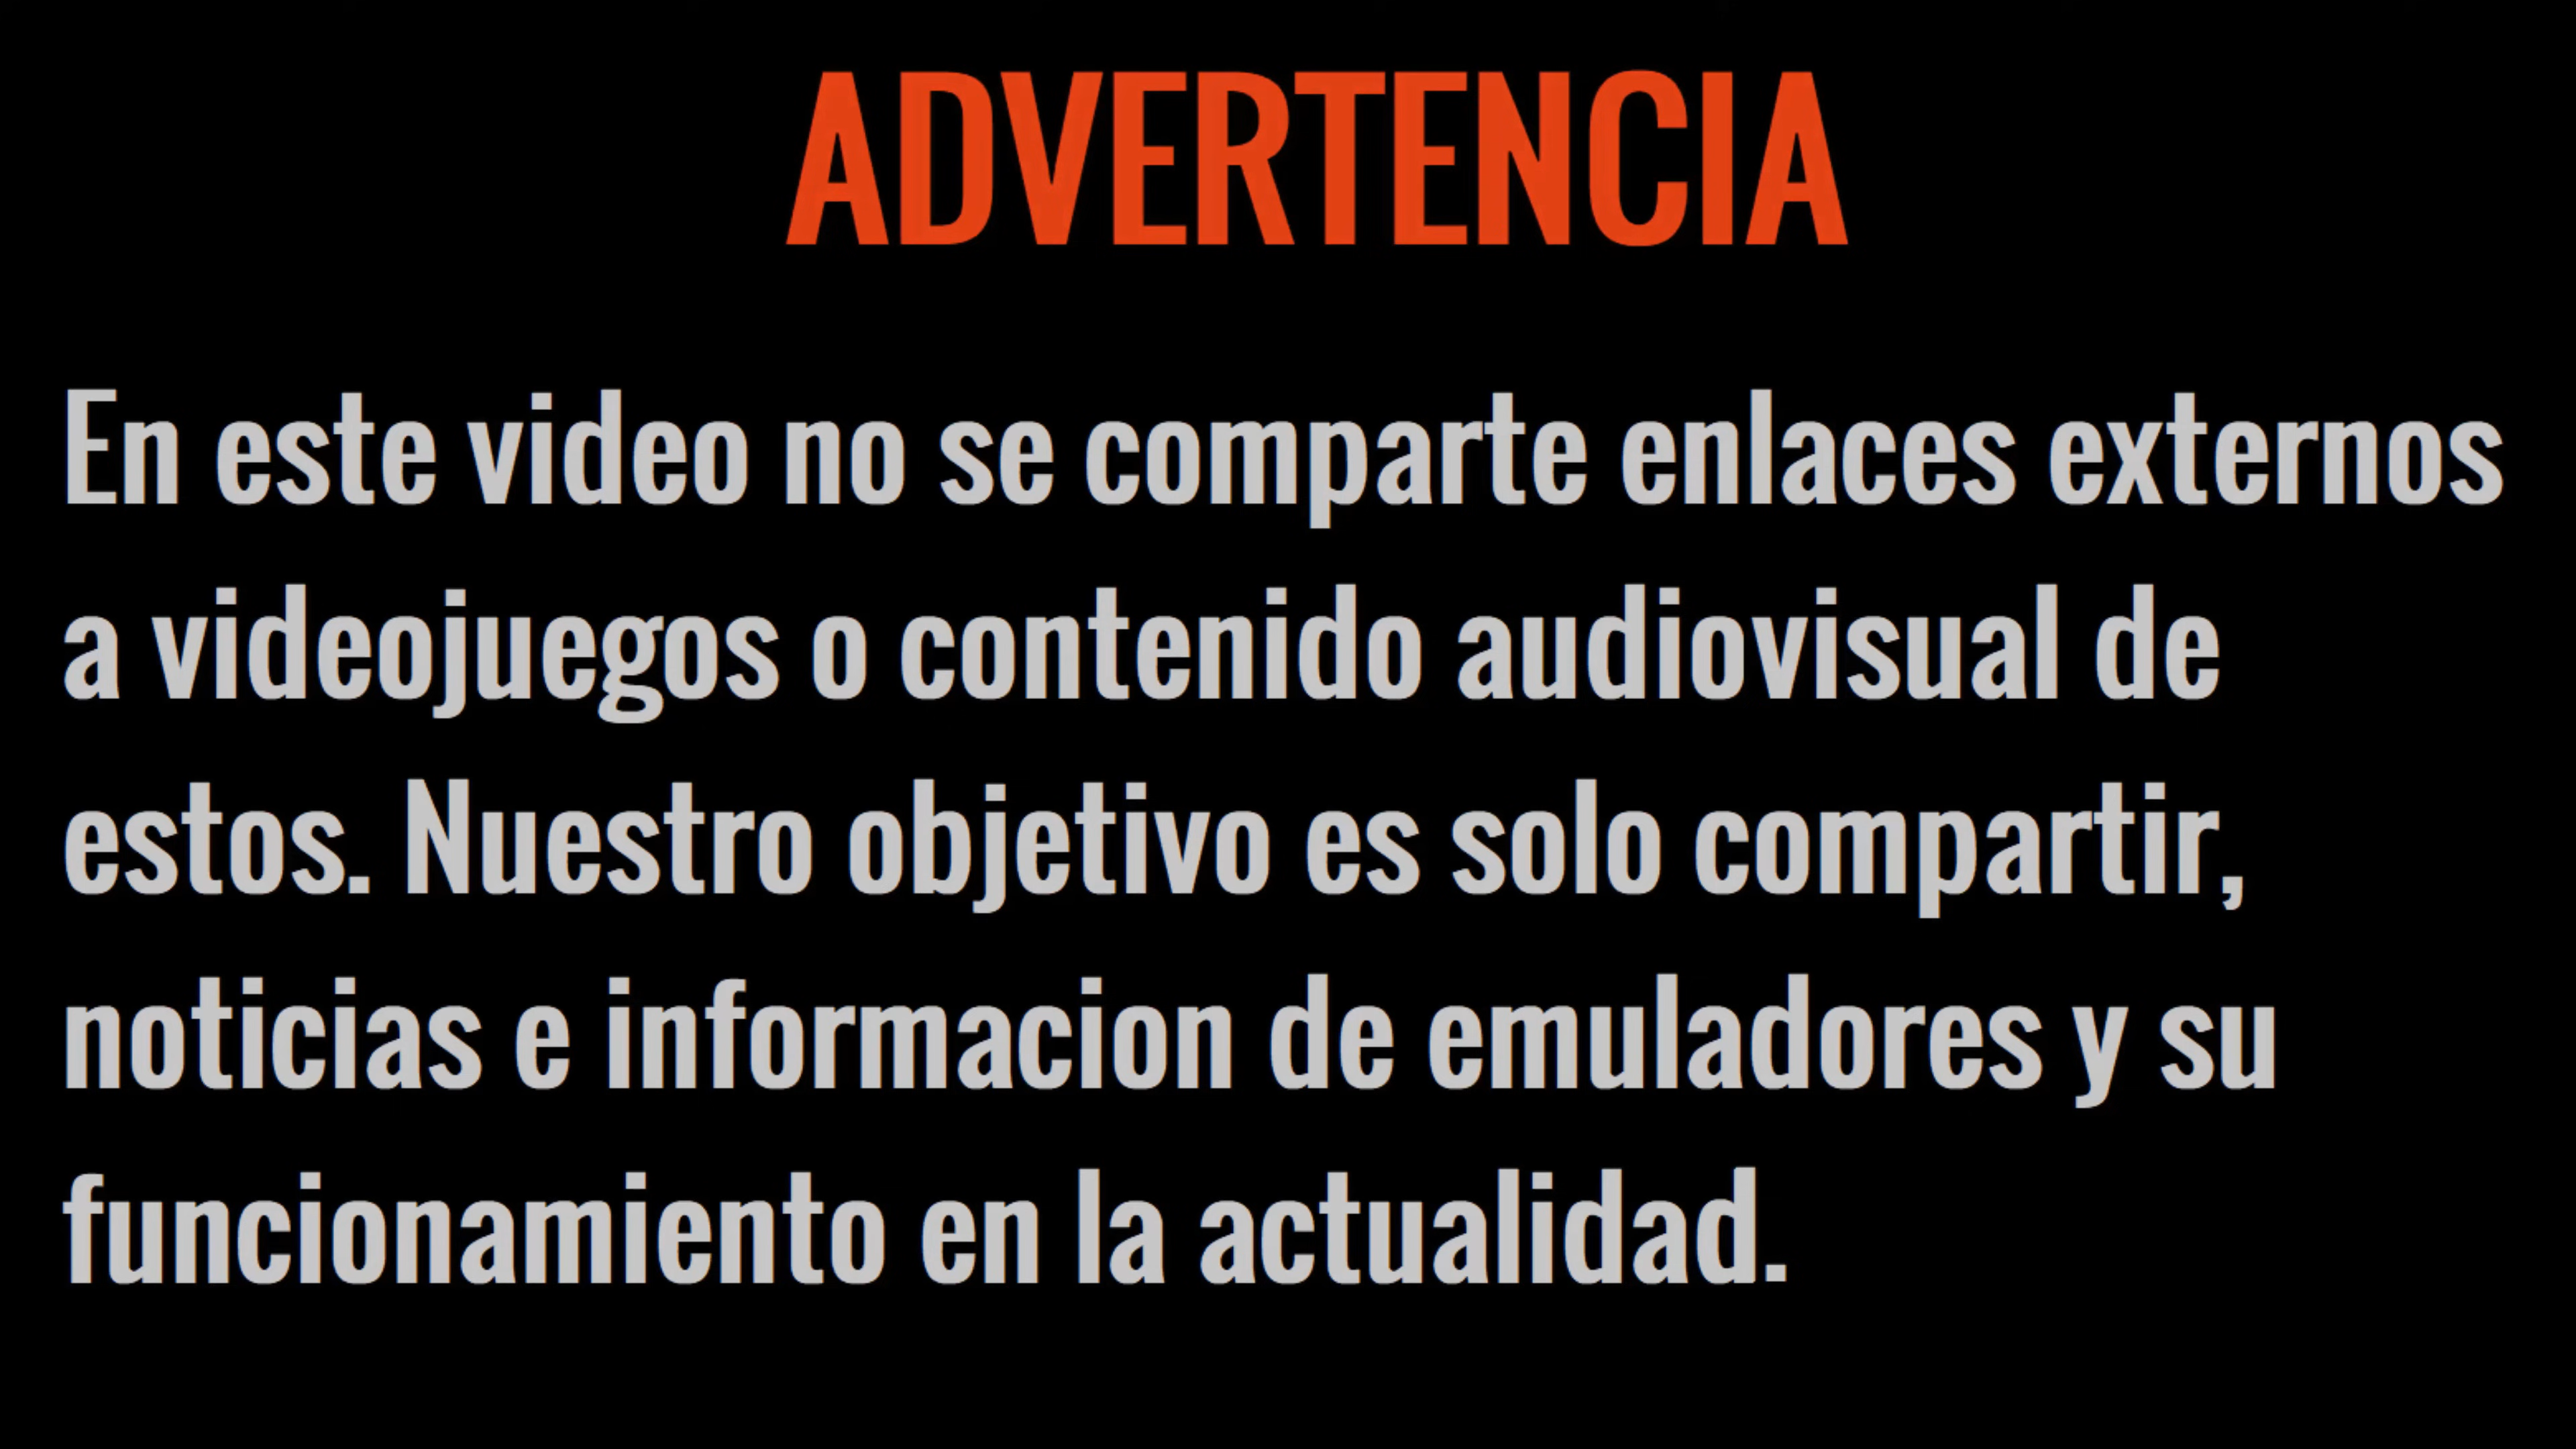 ADVERTENCIA
En este video no se comparte enlaces externos
a videojuegos o contenido audiovisual de
estos. Nuestro objetivo es solo compartir,
noticias e informacion de emuladores y su
funcionamiento en la actualidad.